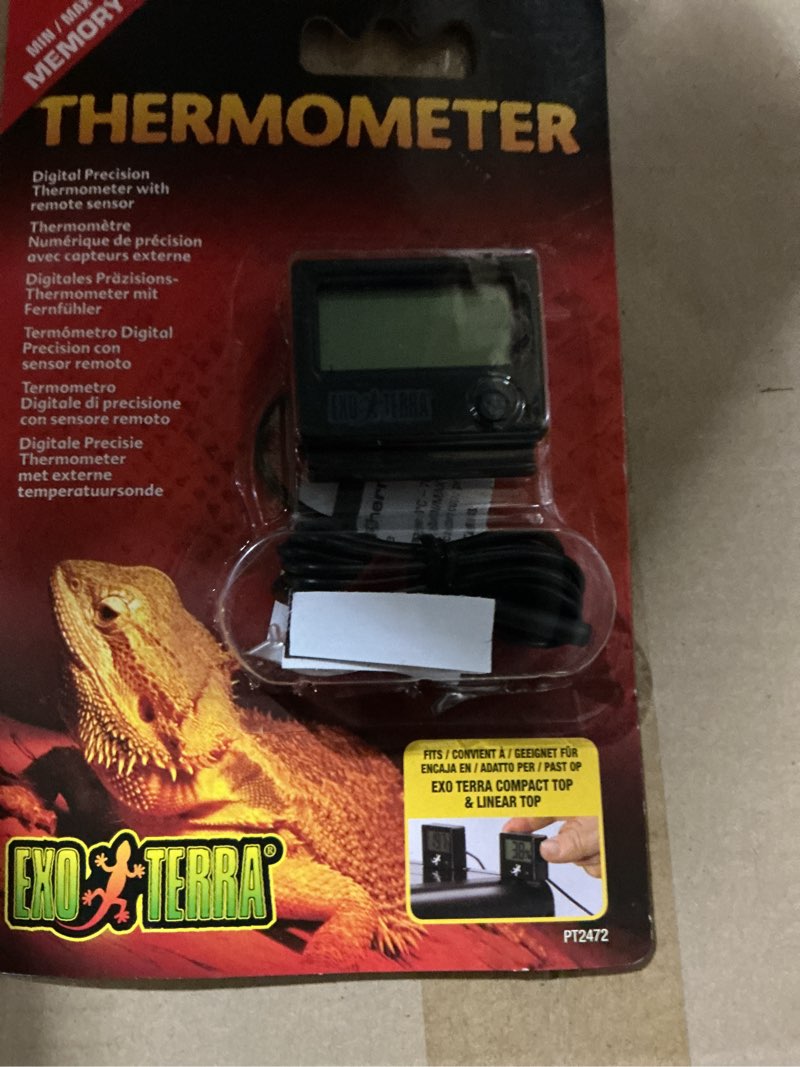 MIN / MAX
MEMORY
THERMOMETER
Digital Precision
Thermometer with
remote sensor
Thermomètre
Numérique de précision
avec capteurs externe
Digitales Präzisions-
Thermometer mit
Fernfühler
Termómetro Digital
Precision con
sensor remoto
Termometro
Digitale di precisione
con sensore remoto
Digitale Precisie
Thermometer
met externe
temperatuursonde
EXO TERRA
FITS / CONVIENT À / GEEIGNET FÜR
ENCAJA EN / ADATTO PER / PAST OP
EXO TERRA COMPACT TOP
& LINEAR TOP
EXO TERRA®
PT2472